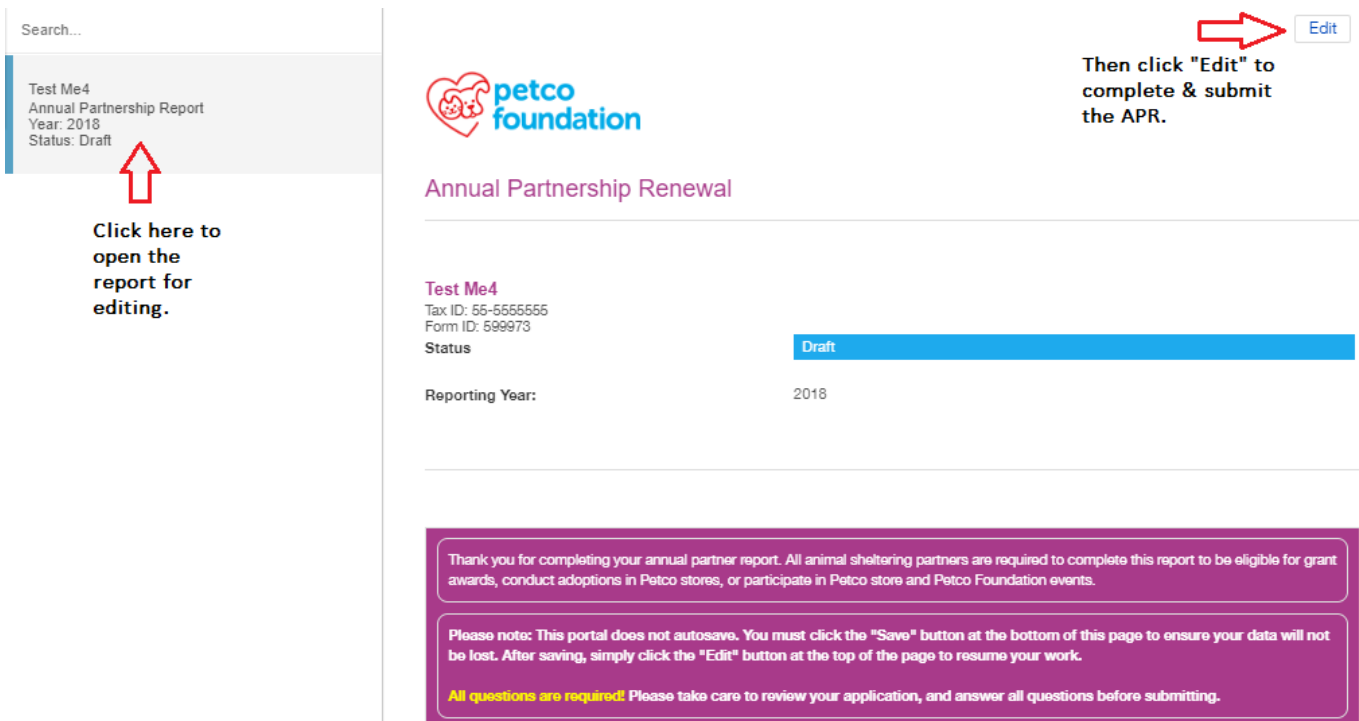 Search...
Edit
Test Me4
Annual Partnership Report
Year: 2018
Status: Draft
Click here to
open the
report for
editing.
Then click "Edit" to
complete & submit
the APR.
petco
foundation
Annual Partnership Renewal
Test Me4
Tax ID: 55-5555555
Form ID: 599973
Status
Draft
Reporting Year:
2018
Thank you for completing your annual partner report. All animal sheltering partners are required to complete this report to be eligible for grant
awards, conduct adoptions in Petco stores, or participate in Petco store and Petco Foundation events.
Please note: This portal does not autosave. You must click the "Save" button at the bottom of this page to ensure your data will not
be lost. After saving, simply click the "Edit" button at the top of the page to resume your work.
All questions are required! Please take care to review your application, and answer all questions before submitting.